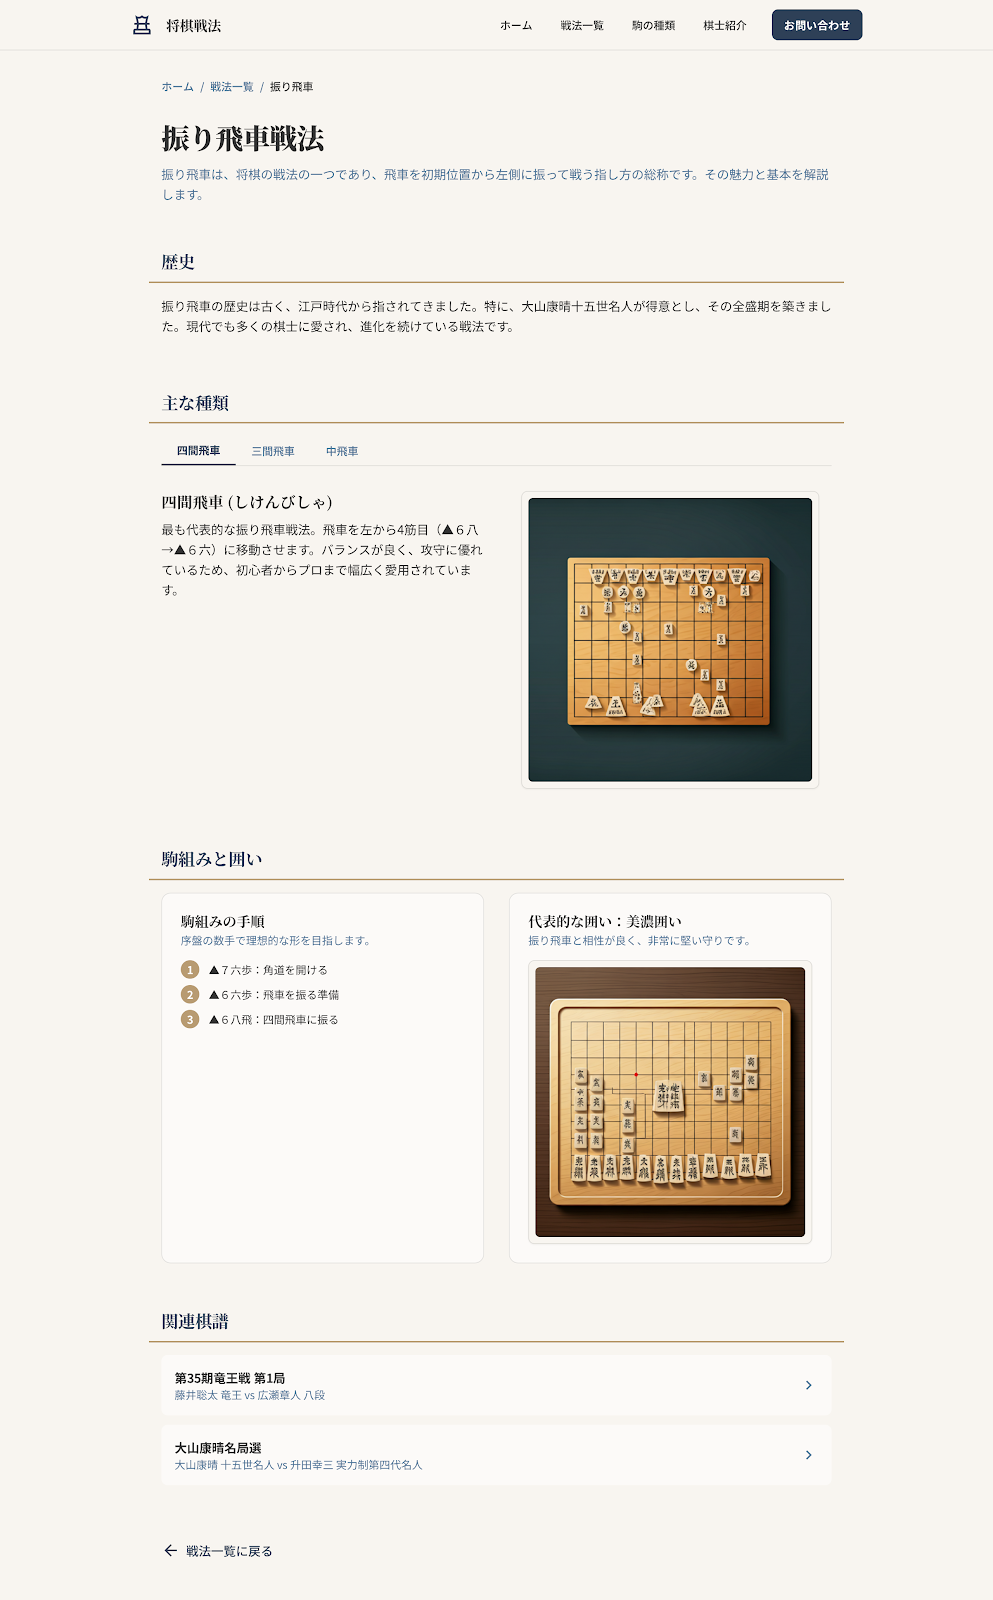 将棋戦法
ホーム
戦法一覧
駒の種類
棋士紹介
お問い合わせ
ホーム / 戦法一覧 / 振り飛車
振り飛車戦法
振り飛車は、将棋の戦法の一つであり、飛車を初期位置から左側に振って戦う指し方の総称です。その魅力と基本を解説
します。
歴史
振り飛車の歴史は古く、江戸時代から指されてきました。特に、大山康晴十五世名人が得意とし、その全盛期を築きまし
た。現代でも多くの棋士に愛され、進化を続けている戦法です。
主な種類
四間飛車
三間飛車
中飛車
四間飛車 (しけんびしゃ)
最も代表的な振り飛車戦法。飛車を左から4筋目（▲６八
→▲６六）に移動させます。バランスが良く、攻守に優れ
ているため、初心者からプロまで幅広く愛用されていま
す。
駒組みと囲い
駒組みの手順
序盤の数手で理想的な形を目指します。
1 ▲７六歩：角道を開ける
2 ▲６六歩：飛車を振る準備
3 ▲６八飛：四間飛車に振る
代表的な囲い：美濃囲い
振り飛車と相性が良く、非常に堅い守りです。
関連棋譜
第35期竜王戦 第1局
藤井聡太 竜王 vs 広瀬章人 八段
大山康晴名局選
大山康晴 十五世名人 vs 升田幸三 実力制第四代名人
← 戦法一覧に戻る